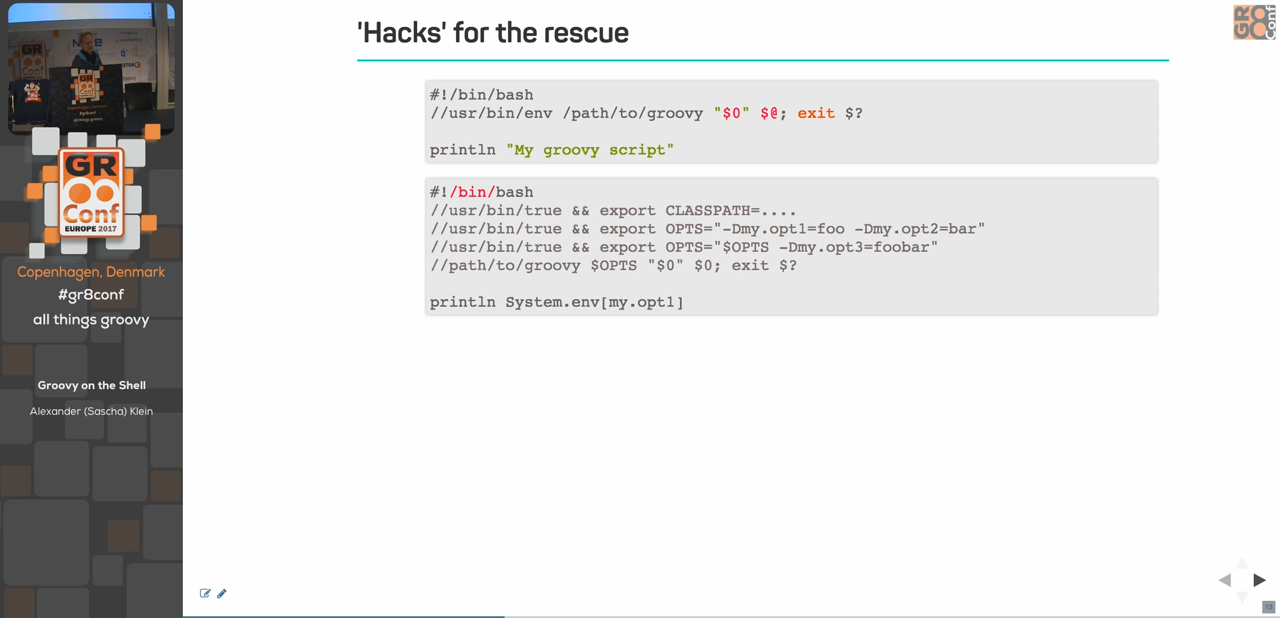 'Hacks' for the rescue
#!/bin/bash
//usr/bin/env /path/to/groovy "$0" $@; exit $?
println "My groovy script"
#!/bin/bash
//usr/bin/true && export CLASSPATH=....
//usr/bin/true && export OPTS="-Dmy.opt1=foo -Dmy.opt2=bar"
//usr/bin/true && export OPTS="$OPTS -Dmy.opt3=foobar"
//path/to/groovy $OPTS "$0" $0; exit $?
println System.env[my.opt1]
GR
Conf
EUROPE 2017
Copenhagen, Denmark
#gr8conf
all things groovy
Groovy on the Shell
Alexander (Sascha) Klein
GR8Conf
13